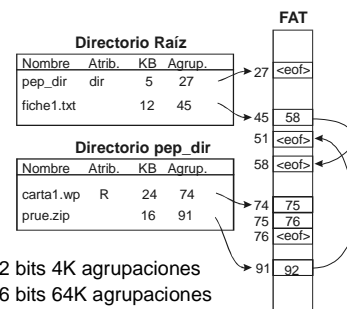 FAT
Directorio Raíz
Nombre Atrib. KB Agrup.
pep_dir dir 5 27
fiche1.txt 12 45
27 <eof>
45 58
51 <eof>
58 <eof>
Directorio pep_dir
Nombre Atrib. KB Agrup.
carta1.wp R 24 74
prue.zip 16 91
74 75
75 76
76 <eof>
91 92
2 bits 4K agrupaciones
6 bits 64K agrupaciones